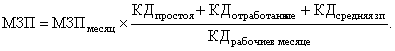 МЗП = МЗП_месяц × (КД_простоя + КД_отработанные + КД_средняя зп) / КД_рабочие в месяце.